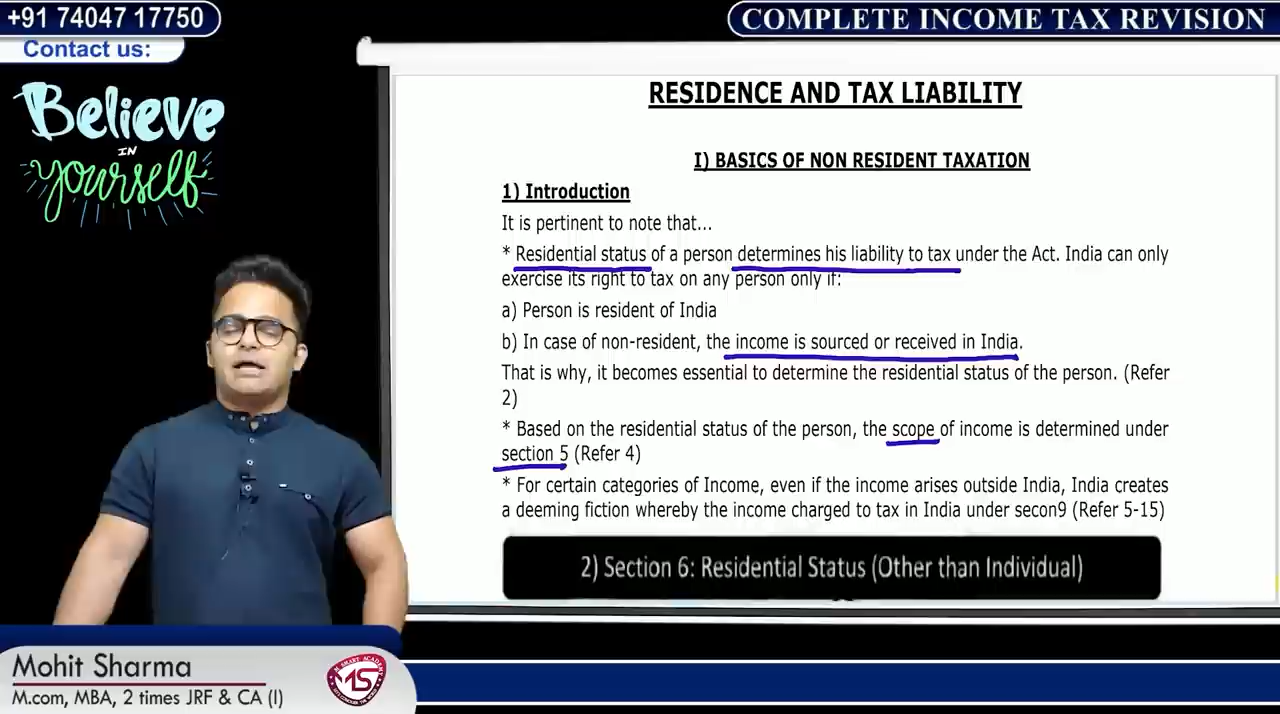 +91 74047 17750
Contact us:
COMPLETE INCOME TAX REVISION
Believe
IN
yourself
RESIDENCE AND TAX LIABILITY
I) BASICS OF NON RESIDENT TAXATION
1) Introduction
It is pertinent to note that...
* Residential status of a person determines his liability to tax under the Act. India can only
exercise its right to tax on any person only if:
a) Person is resident of India
b) In case of non-resident, the income is sourced or received in India.
That is why, it becomes essential to determine the residential status of the person. (Refer
2)
* Based on the residential status of the person, the scope of income is determined under
section 5 (Refer 4)
* For certain categories of Income, even if the income arises outside India, India creates
a deeming fiction whereby the income charged to tax in India under secon9 (Refer 5-15)
2) Section 6: Residential Status (Other than Individual)
Mohit Sharma
M.com, MBA, 2 times JRF & CA (I)
M SMART ACADEMY
MS